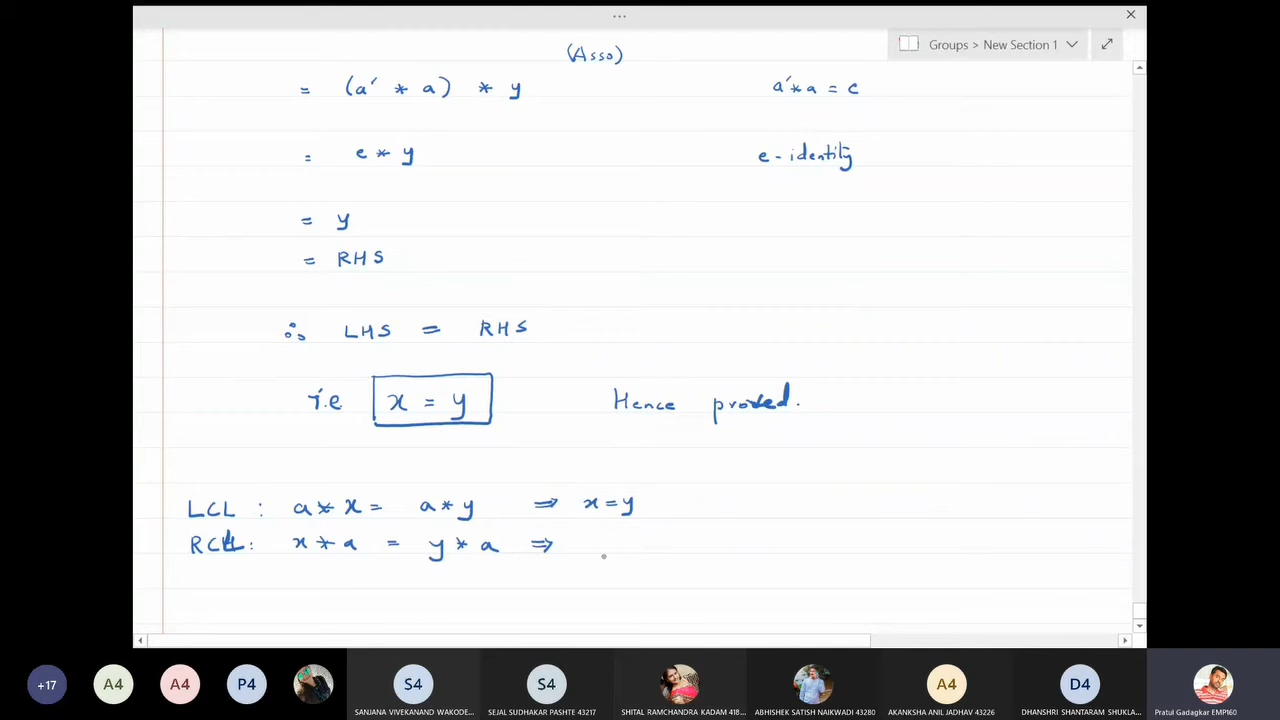 Groups > New Section 1
(Asso)
= (a' * a) * y a'*a = e
= e * y e - identity
= y
= RHS
∴ LHS = RHS
i.e x = y Hence proved.
LCL : a * x = a * y ⇒ x = y
RCL : x * a = y * a ⇒
+17 A4 A4 P4 S4 S4 A4 D4
SANJANA VIVEKANAND WAKODE... SEJAL SUDHAKAR PASHTE 43217 SHITAL RAMCHANDRA KADAM 418... ABHISHEK SATISH NAIKWADI 43280 AKANKSHA ANIL JADHAV 43226 DHANSHRI SHANTARAM SHUKLA... Pratul Gadagkar EMP160